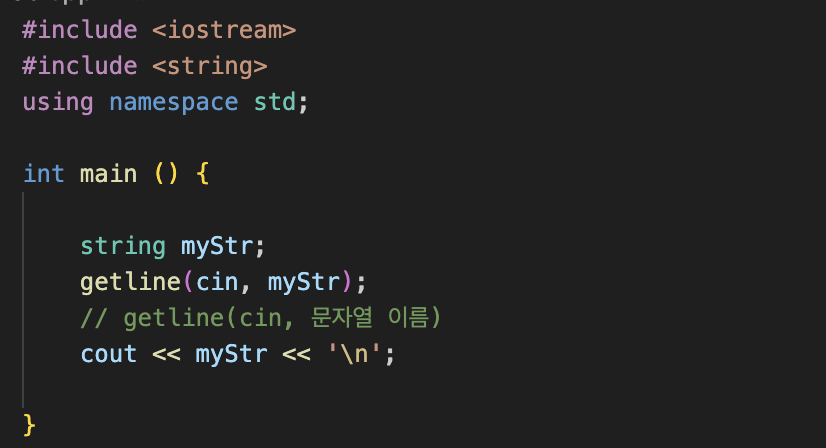 #include <iostream>
#include <string>
using namespace std;
int main () {
string myStr;
getline(cin, myStr);
// getline(cin, 문자열 이름)
cout << myStr << '\n';
}